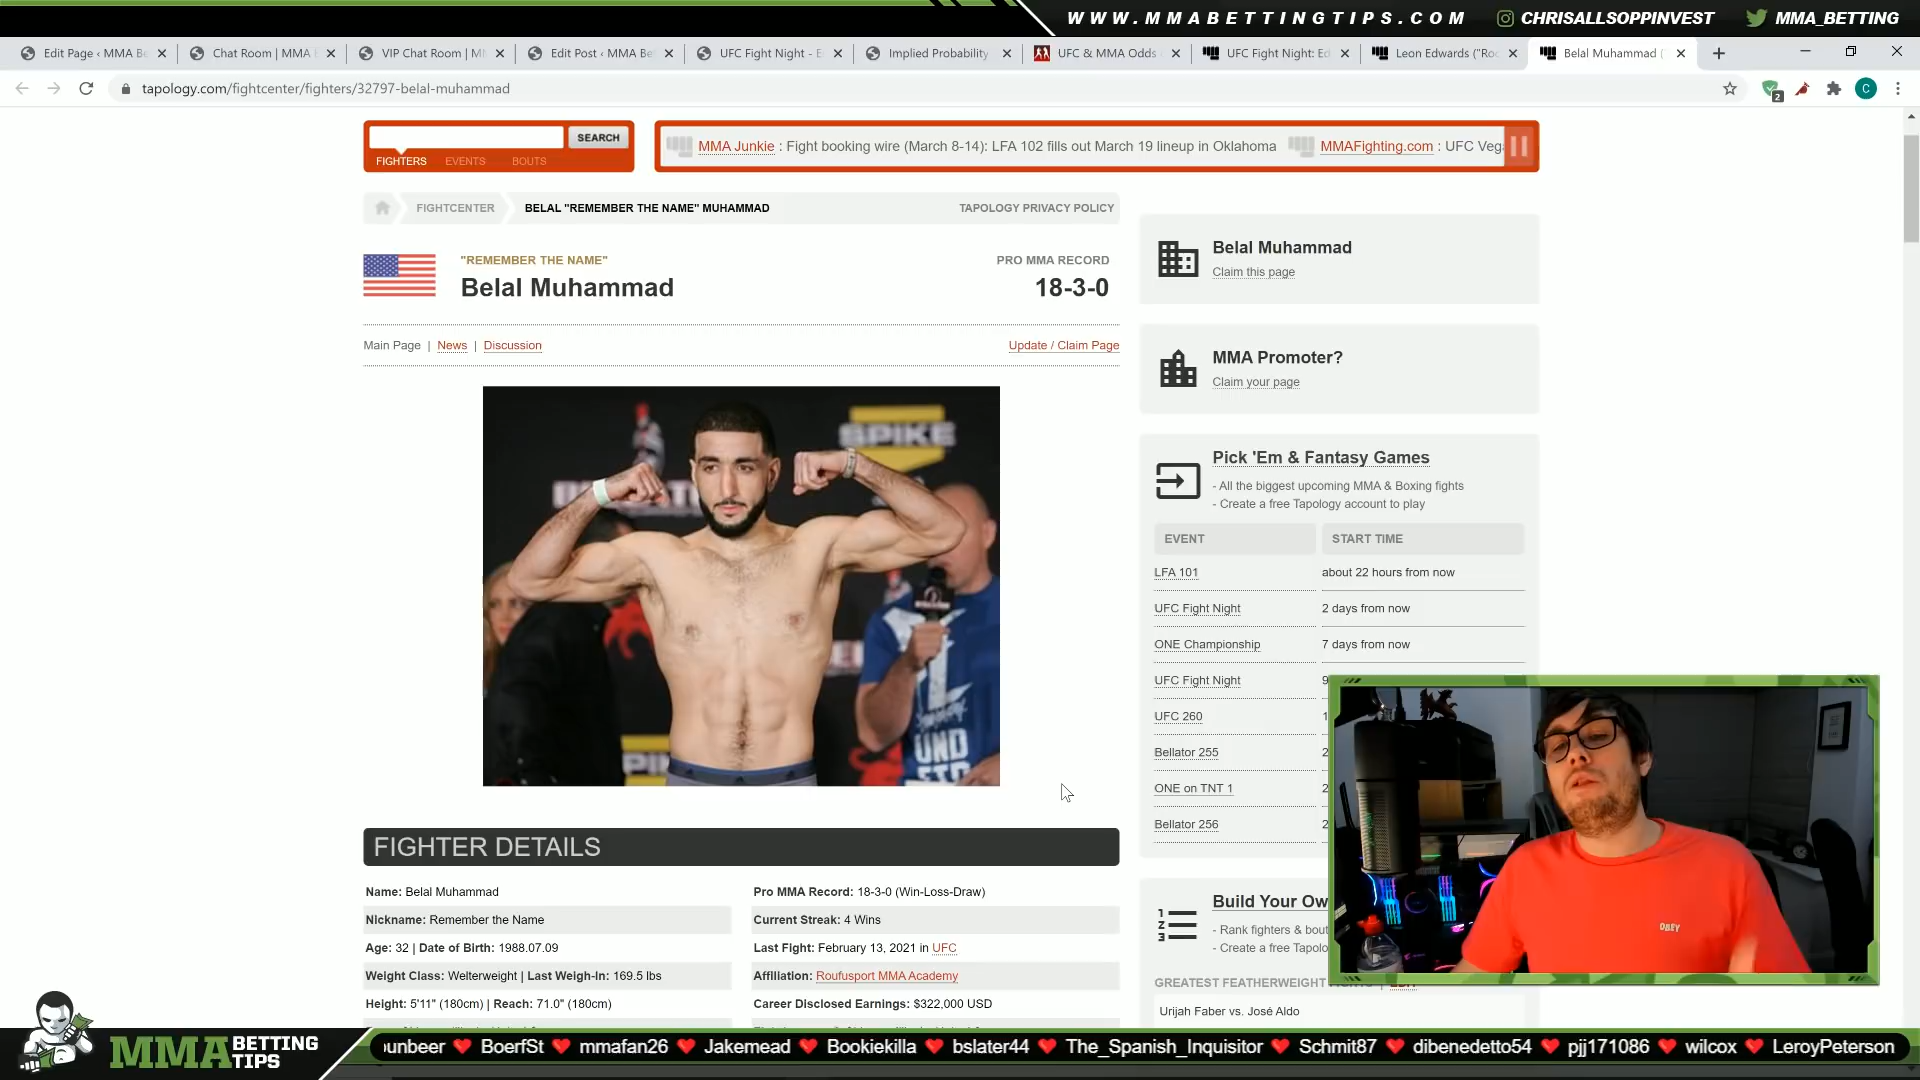 WWW.MMABETTINGTIPS.COM CHRISALLSOPPINVEST MMA_BETTING
Edit Page ‹ MMA Be Chat Room | MMA VIP Chat Room | M Edit Post ‹ MMA Be UFC Fight Night - E Implied Probability UFC & MMA Odds UFC Fight Night: Ed Leon Edwards ("Roc Belal Muhammad (
tapology.com/fightcenter/fighters/32797-belal-muhammad 2 C
SEARCH
FIGHTERS EVENTS BOUTS
MMA Junkie : Fight booking wire (March 8-14): LFA 102 fills out March 19 lineup in Oklahoma MMAFighting.com : UFC Veg
FIGHTCENTER BELAL "REMEMBER THE NAME" MUHAMMAD TAPOLOGY PRIVACY POLICY
"REMEMBER THE NAME" PRO MMA RECORD
Belal Muhammad 18-3-0
Main Page | News | Discussion Update / Claim Page
SPIKE
UND
FIGHTER DETAILS
Name: Belal Muhammad Pro MMA Record: 18-3-0 (Win-Loss-Draw)
Nickname: Remember the Name Current Streak: 4 Wins
Age: 32 | Date of Birth: 1988.07.09 Last Fight: February 13, 2021 in UFC
Weight Class: Welterweight | Last Weigh-In: 169.5 lbs Affiliation: Roufusport MMA Academy
Height: 5'11" (180cm) | Reach: 71.0" (180cm) Career Disclosed Earnings: $322,000 USD
Belal Muhammad
Claim this page
MMA Promoter?
Claim your page
Pick 'Em & Fantasy Games
- All the biggest upcoming MMA & Boxing fights
- Create a free Tapology account to play
EVENT START TIME
LFA 101 about 22 hours from now
UFC Fight Night 2 days from now
ONE Championship 7 days from now
UFC Fight Night 9
UFC 260 1
Bellator 255 2
ONE on TNT 1 2
Bellator 256 2
Build Your Ow
- Rank fighters & bout
- Create a free Tapolo
GREATEST FEATHERWEIGHT
Urijah Faber vs. José Aldo
OBEY
MMA BETTING TIPS
unbeer BoerfSt mmafan26 Jakemead Bookiekilla bslater44 The_Spanish_Inquisitor Schmit87 dibenedetto54 pjj171086 wilcox LeroyPeterson